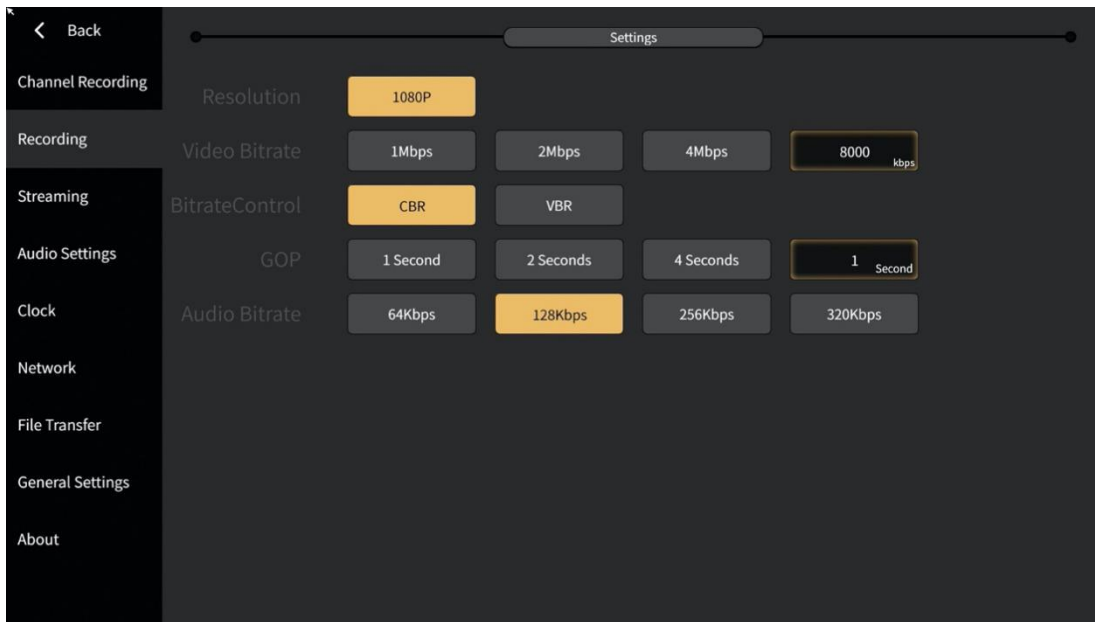 Back
Settings
Channel Recording
Recording
Streaming
Audio Settings
Clock
Network
File Transfer
General Settings
About
Resolution 1080P
Video Bitrate 1Mbps 2Mbps 4Mbps 8000 kbps
BitrateControl CBR VBR
GOP 1 Second 2 Seconds 4 Seconds 1 Second
Audio Bitrate 64Kbps 128Kbps 256Kbps 320Kbps